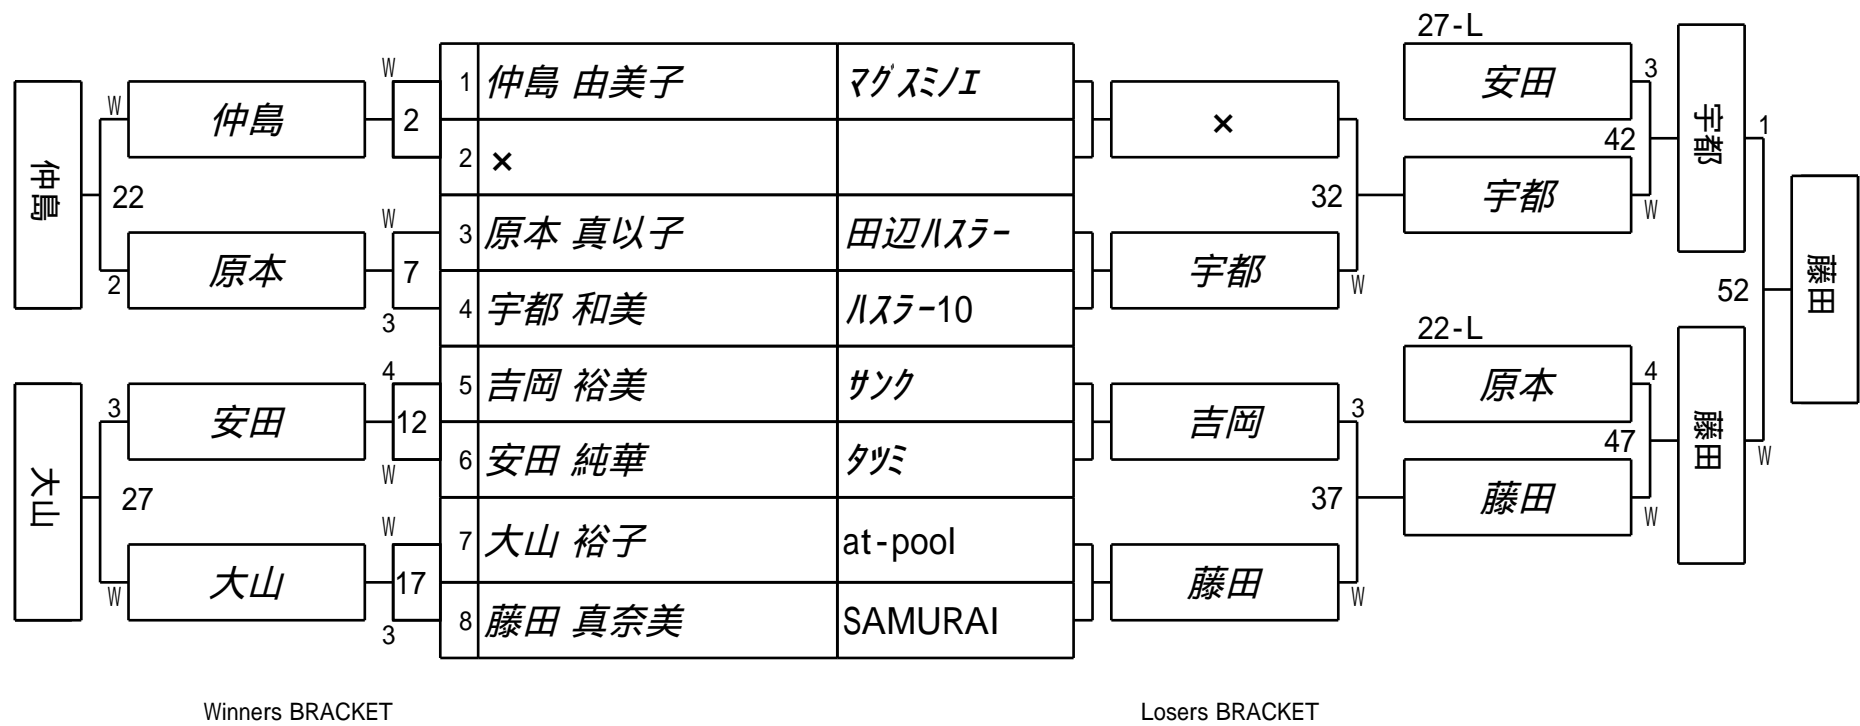 27-L
W
1 仲島 由美子 マグスミノエ
安田
3
W
仲島
2
×
宇都
1
2 ×
42
仲島
22
32
宇都
W
W
3 原本 真以子 田辺ハスラー
2
原本
7
宇都
W
藤田
3
4 宇都 和美 ハスラー10
52
22-L
4
5 吉岡 裕美 サンク
原本
4
3
安田
12
吉岡
3
藤田
W
6 安田 純華 タツミ
47
W
大山
27
37
藤田
W
W
7 大山 裕子 at-pool
W
大山
17
藤田
W
3
8 藤田 真奈美 SAMURAI
Winners BRACKET
Losers BRACKET